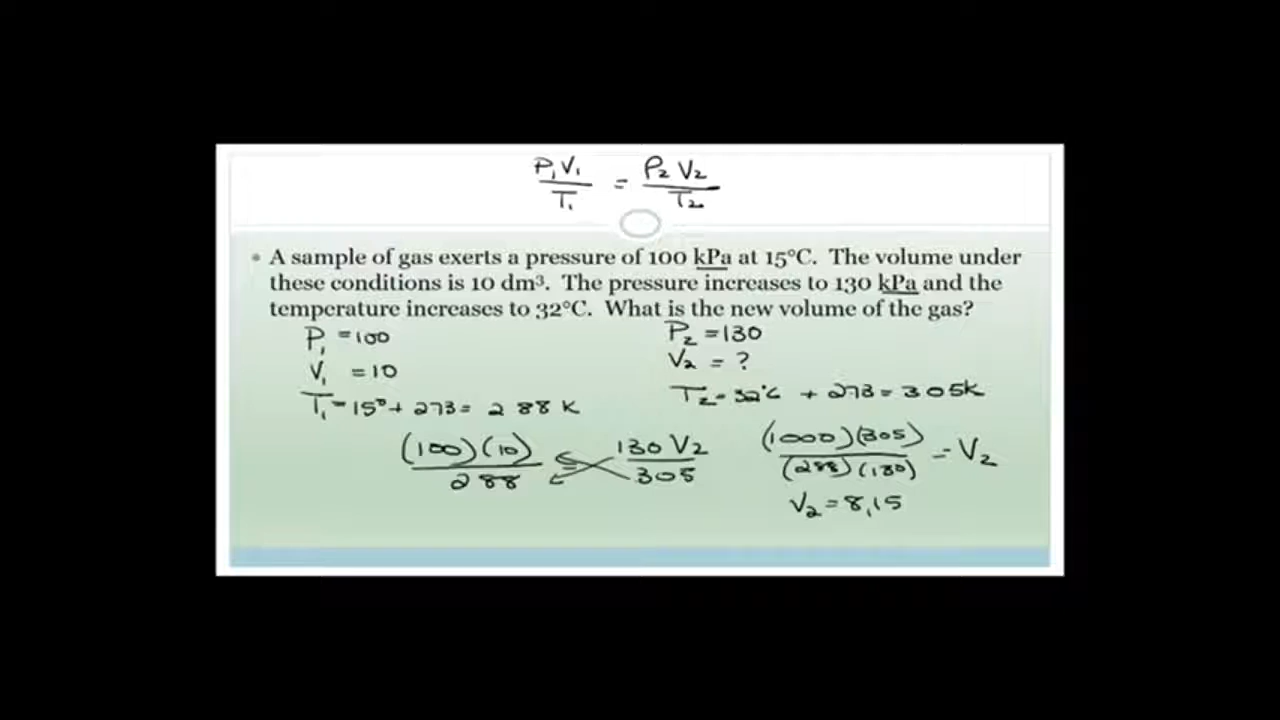 P₁V₁/T₁ = P₂V₂/T₂
• A sample of gas exerts a pressure of 100 kPa at 15°C. The volume under
these conditions is 10 dm³. The pressure increases to 130 kPa and the
temperature increases to 32°C. What is the new volume of the gas?
P₁ = 100
V₁ = 10
T₁ = 15° + 273 = 288 K
P₂ = 130
V₂ = ?
T₂ = 32°C + 273 = 305K
(100)(10)/288 = 130 V₂/305
(1000)(305)/(288)(130) = V₂
V₂ = 8,15